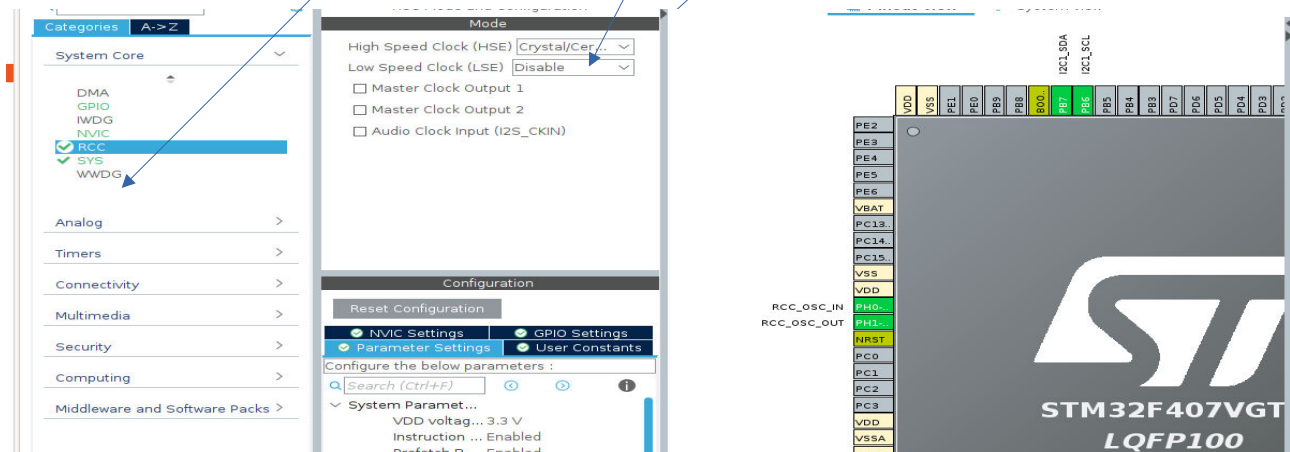 Categories A->Z
System Core
DMA
GPIO
IWDG
NVIC
RCC
SYS
WWDG
Analog
Timers
Connectivity
Multimedia
Security
Computing
Middleware and Software Packs
Mode
High Speed Clock (HSE) Crystal/Cer...
Low Speed Clock (LSE) Disable
Master Clock Output 1
Master Clock Output 2
Audio Clock Input (I2S_CKIN)
Configuration
Reset Configuration
NVIC Settings GPIO Settings
Parameter Settings User Constants
Configure the below parameters :
Search (Ctrl+F)
System Paramet...
VDD voltag... 3.3 V
Instruction ... Enabled
I2C1_SDA I2C1_SCL
VDD VSS PE1 PE0 PB9 PB8 BOO.. PB7 PB6 PB5 PB4 PB3 PD7 PD6 PD5 PD4 PD3
PE2
PE3
PE4
PE5
PE6
VBAT
PC13..
PC14..
PC15..
VSS
VDD
RCC_OSC_IN PH0-..
RCC_OSC_OUT PH1-..
NRST
PC0
PC1
PC2
PC3
VDD
VSSA
STM32F407VGT
LQFP100